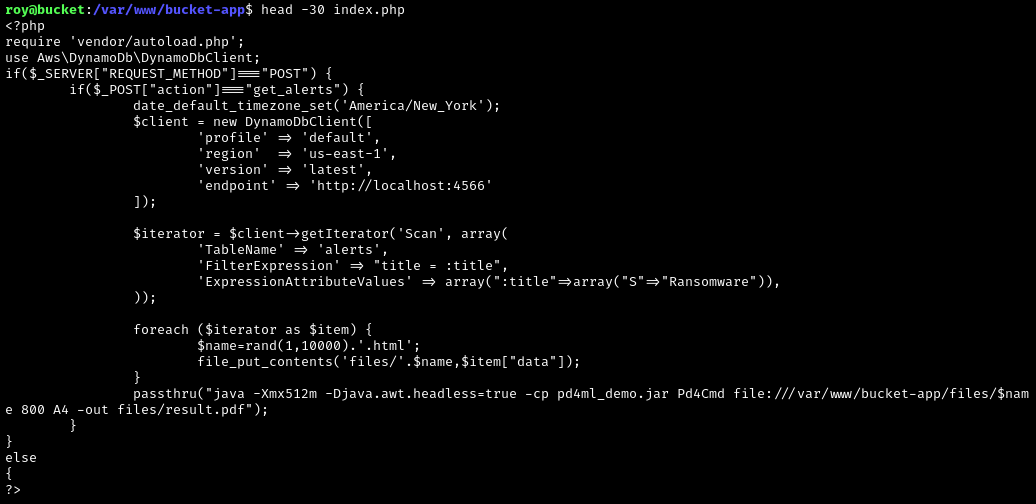 roy@bucket:/var/www/bucket-app$ head -30 index.php
<?php
require 'vendor/autoload.php';
use Aws\DynamoDb\DynamoDbClient;
if($_SERVER["REQUEST_METHOD"]==="POST") {
        if($_POST["action"]==="get_alerts") {
                date_default_timezone_set('America/New_York');
                $client = new DynamoDbClient([
                        'profile' => 'default',
                        'region'  => 'us-east-1',
                        'version' => 'latest',
                        'endpoint' => 'http://localhost:4566'
                ]);

                $iterator = $client->getIterator('Scan', array(
                        'TableName' => 'alerts',
                        'FilterExpression' => "title = :title",
                        'ExpressionAttributeValues' => array(":title"=>array("S"=>"Ransomware")),
                ));

                foreach ($iterator as $item) {
                        $name=rand(1,10000).'.html';
                        file_put_contents('files/'.$name,$item["data"]);
                }
                passthru("java -Xmx512m -Djava.awt.headless=true -cp pd4ml_demo.jar Pd4Cmd file:///var/www/bucket-app/files/$nam
e 800 A4 -out files/result.pdf");
        }
}
else
{
?>